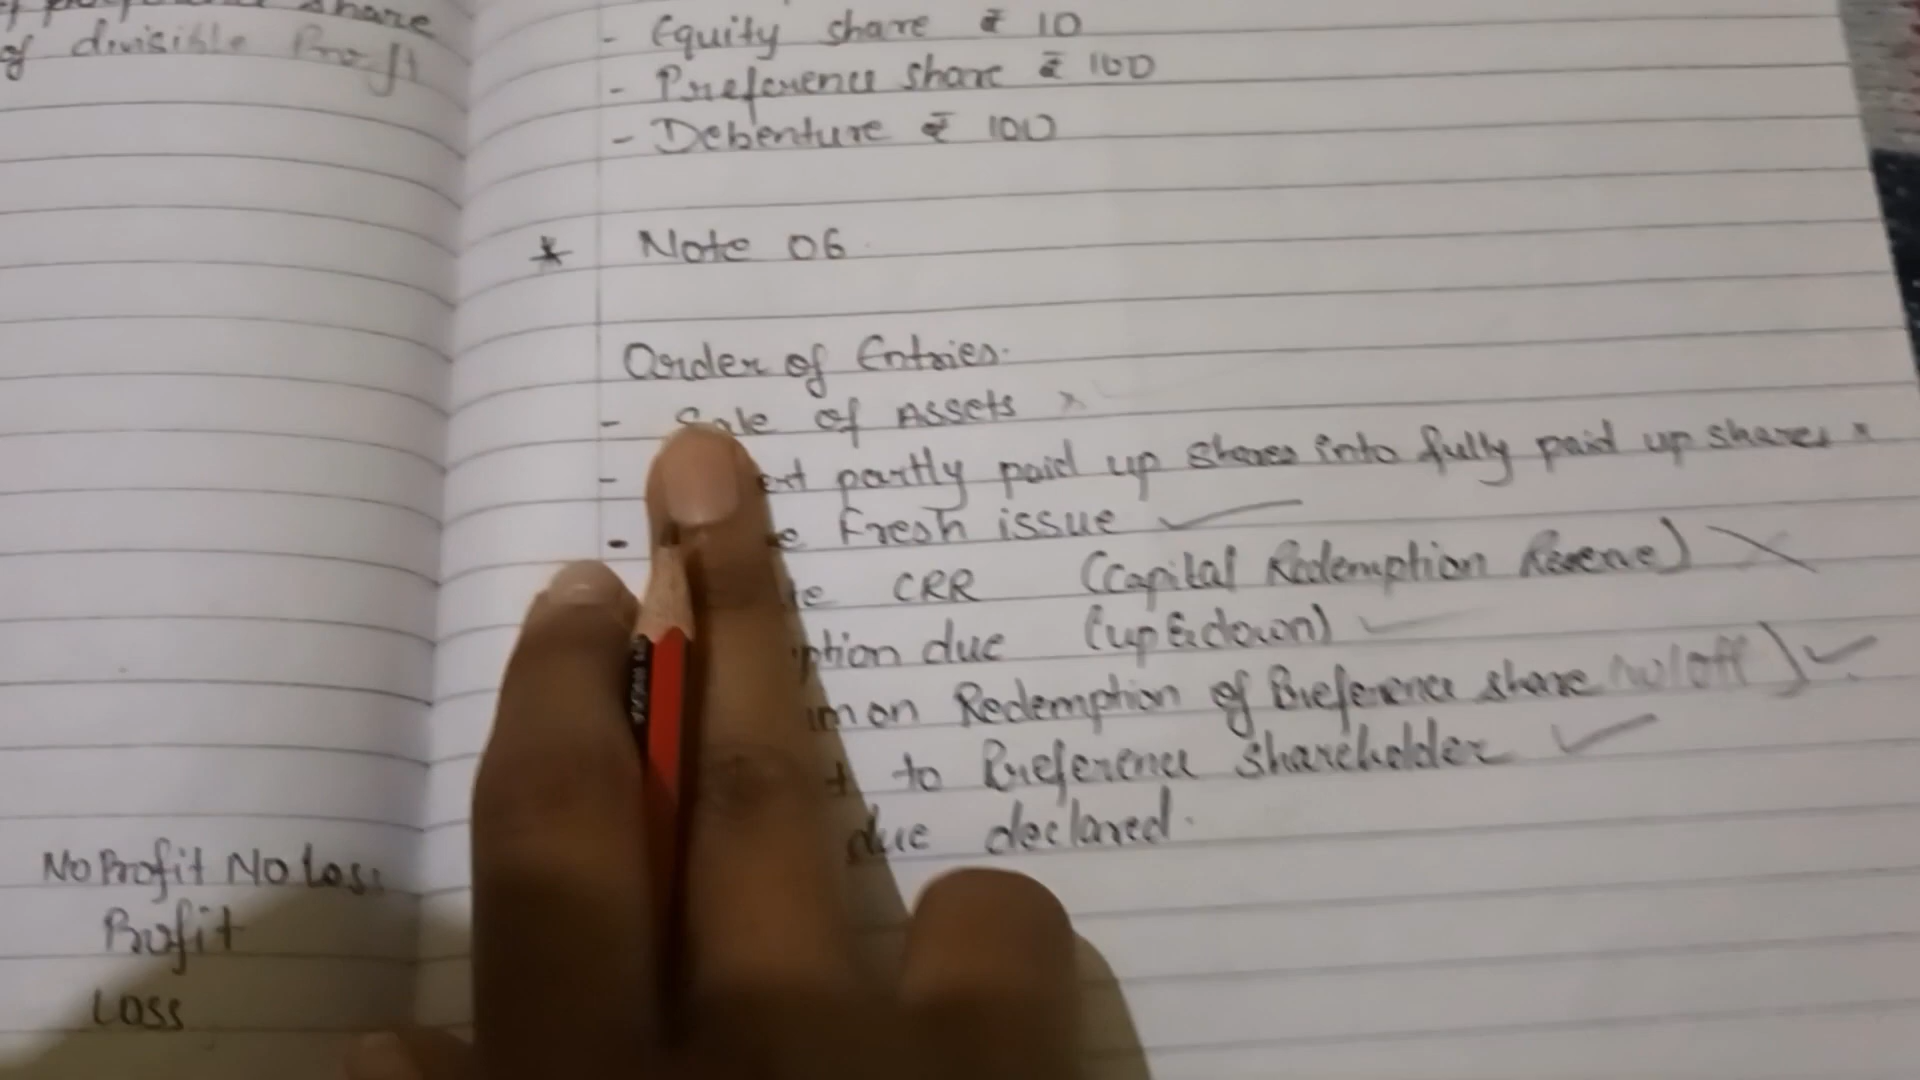 share
of divisible Profit
No Profit No Loss
Profit
Loss
- Equity share ₹ 10
- Preference share ₹ 100
- Debenture ₹ 100
* Note 06
Order of Entries.
- Sale of Assets ×
- partly paid up shares into fully paid up shares ×
- Fresh issue ✓
CRR (Capital Redemption Reserve) ×
due (up & down) ✓
on Redemption of Preference share (w/off) ✓
to Preference shareholder ✓
due declared.